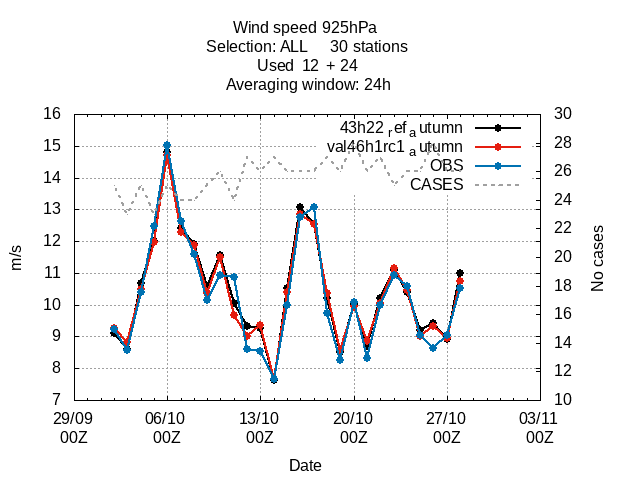 Wind speed 925hPa
Selection: ALL 30 stations
Used 12 + 24
Averaging window: 24h
16 30
15 28
14 26
13 24
12 22
11 20
10 18
9 16
8 14
7 12
10
43h22 refa utumn
val46h1rc1 a utumn
OBS
CASES
m/s
No cases
29/09 06/10 13/10 20/10 27/10 03/11
00Z 00Z 00Z 00Z 00Z 00Z
Date